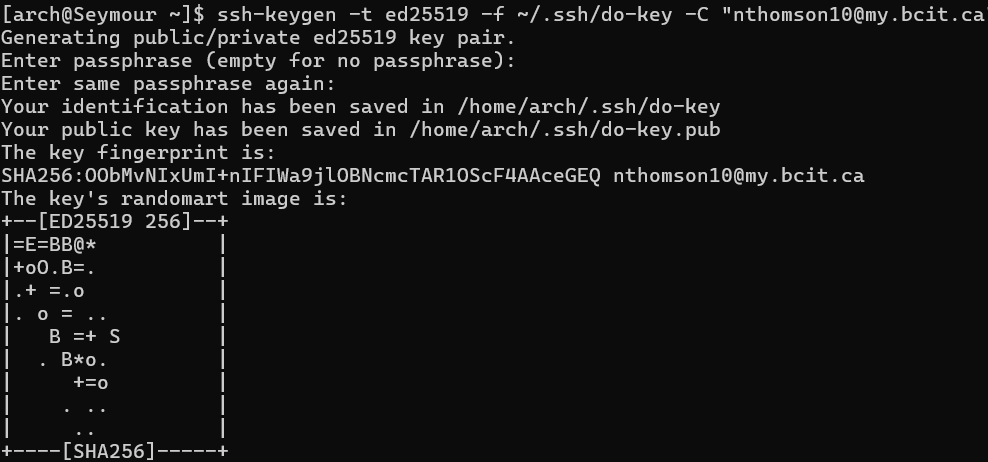 [arch@Seymour ~]$ ssh-keygen -t ed25519 -f ~/.ssh/do-key -C "nthomson10@my.bcit.ca"
Generating public/private ed25519 key pair.
Enter passphrase (empty for no passphrase):
Enter same passphrase again:
Your identification has been saved in /home/arch/.ssh/do-key
Your public key has been saved in /home/arch/.ssh/do-key.pub
The key fingerprint is:
SHA256:OObMvNIxUmI+nIFIWa9jlOBNcmcTAR1OScF4AAceGEQ nthomson10@my.bcit.ca
The key's randomart image is:
+--[ED25519 256]--+
|=E=BB@*          |
|+oO.B=.          |
|.+ =.o           |
|. o = ..         |
|   B =+ S        |
|  . B*o.         |
|     +=o         |
|    . ..         |
|     ..          |
+----[SHA256]-----+